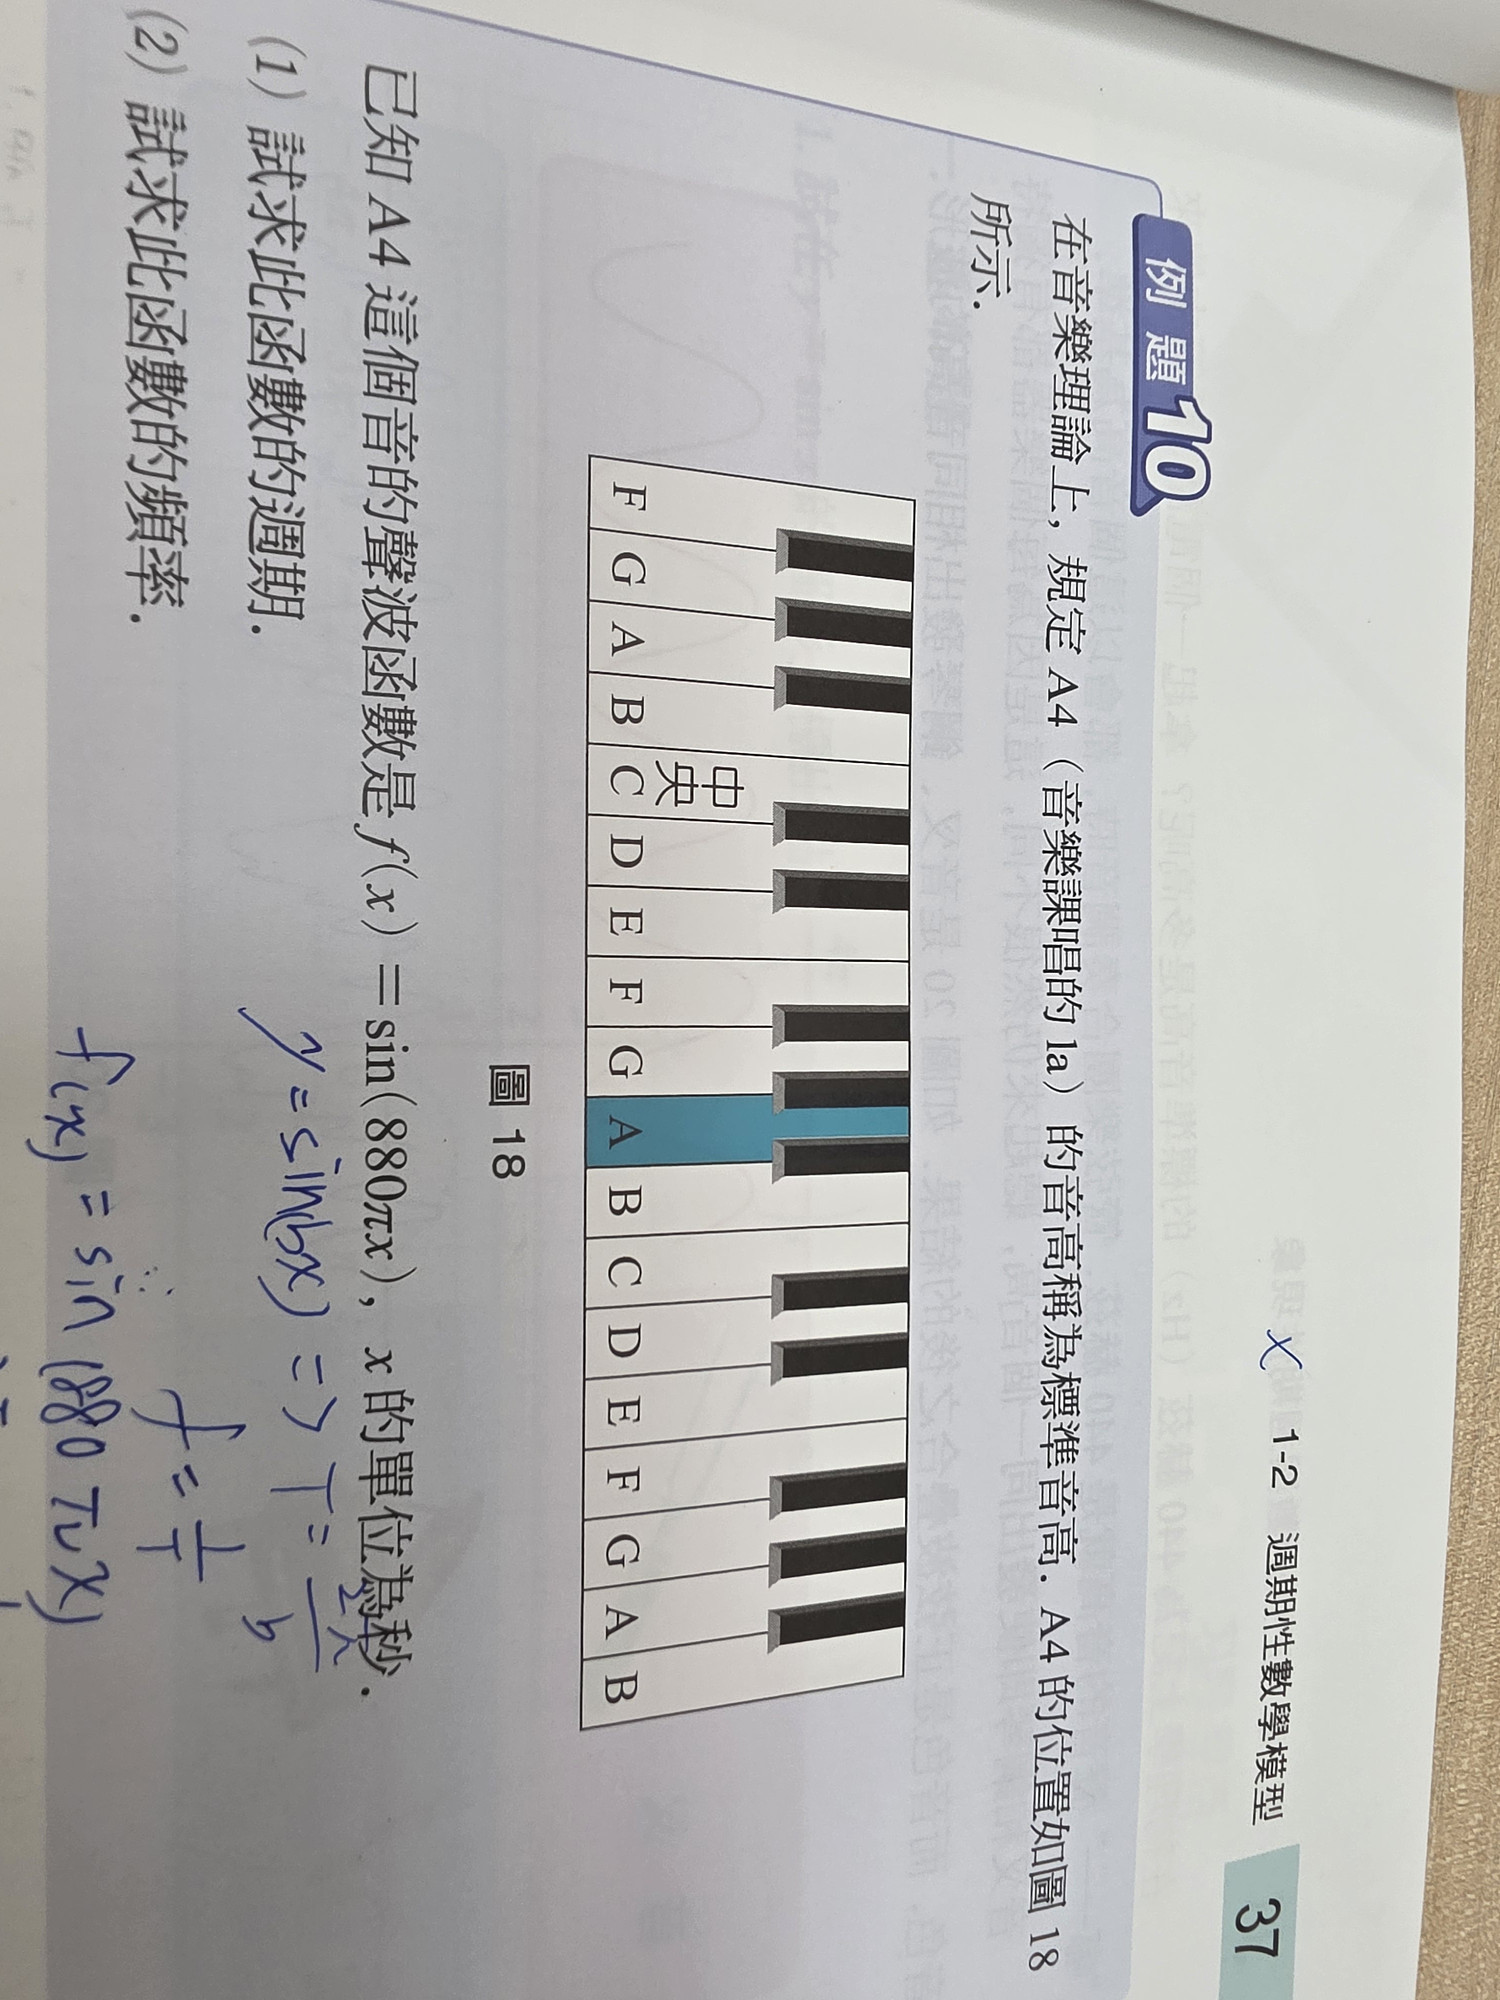 1-2 週期性數學模型 37
例題10
在音樂理論上，規定 A4（音樂課唱的 la）的音高稱為標準音高．A4 的位置如圖 18
所示．
中央
F G A B C D E F G A B C D E F G A B
圖 18
已知 A4 這個音的聲波函數是 f(x)＝sin(880πx)，x 的單位為秒．
(1) 試求此函數的週期．
(2) 試求此函數的頻率．
y = sin(bx) => T = 2π/b
f = 1/T
f(x) = sin(880πx)